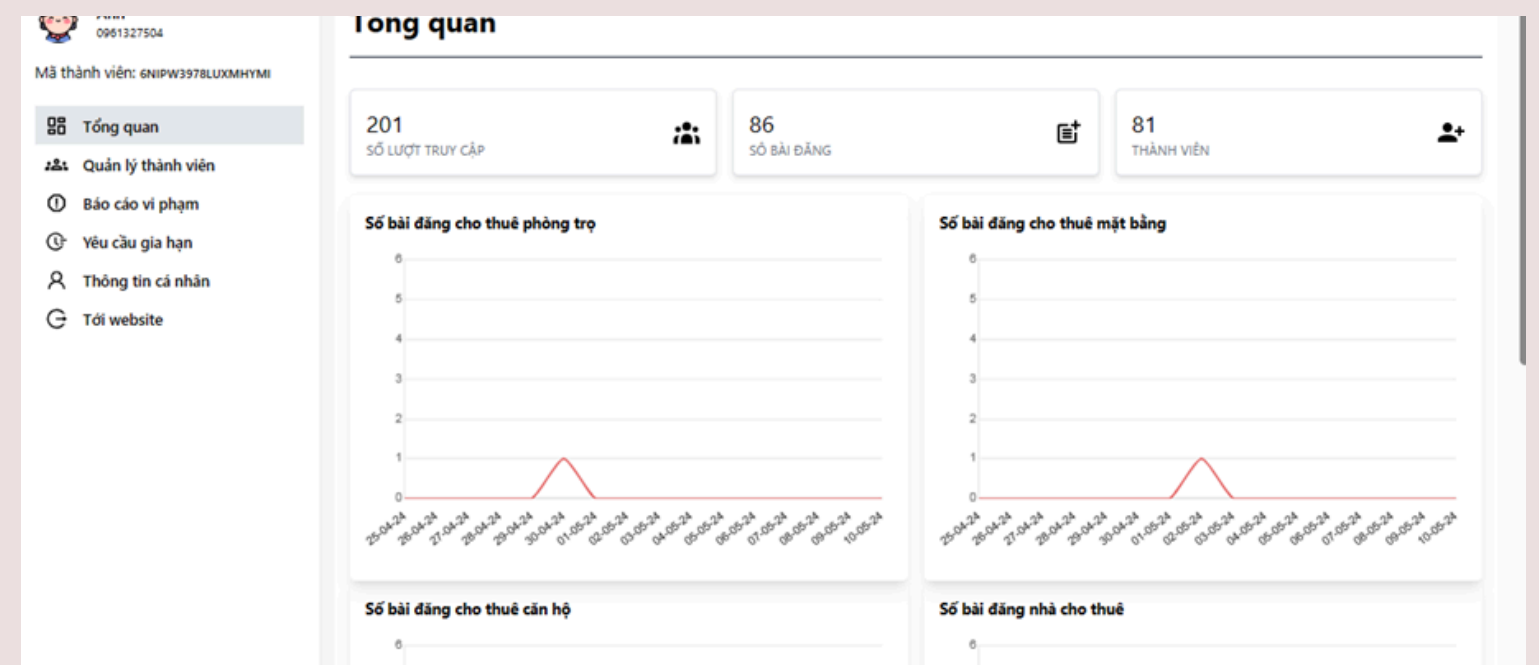 0961327504
Mã thành viên: 6NIPW3978LUXMHYMI
Tổng quan
Quản lý thành viên
Báo cáo vi phạm
Yêu cầu gia hạn
Thông tin cá nhân
Tới website
Tổng quan
201
SỐ LƯỢT TRUY CẬP
86
SỐ BÀI ĐĂNG
81
THÀNH VIÊN
Số bài đăng cho thuê phòng trọ
6
5
4
3
2
1
0
25-04-24 26-04-24 27-04-24 28-04-24 29-04-24 30-04-24 01-05-24 02-05-24 03-05-24 04-05-24 05-05-24 06-05-24 07-05-24 08-05-24 09-05-24 10-05-24
Số bài đăng cho thuê mặt bằng
6
5
4
3
2
1
0
25-04-24 26-04-24 27-04-24 28-04-24 29-04-24 30-04-24 01-05-24 02-05-24 03-05-24 04-05-24 05-05-24 06-05-24 07-05-24 08-05-24 09-05-24 10-05-24
Số bài đăng cho thuê căn hộ
6
Số bài đăng nhà cho thuê
6